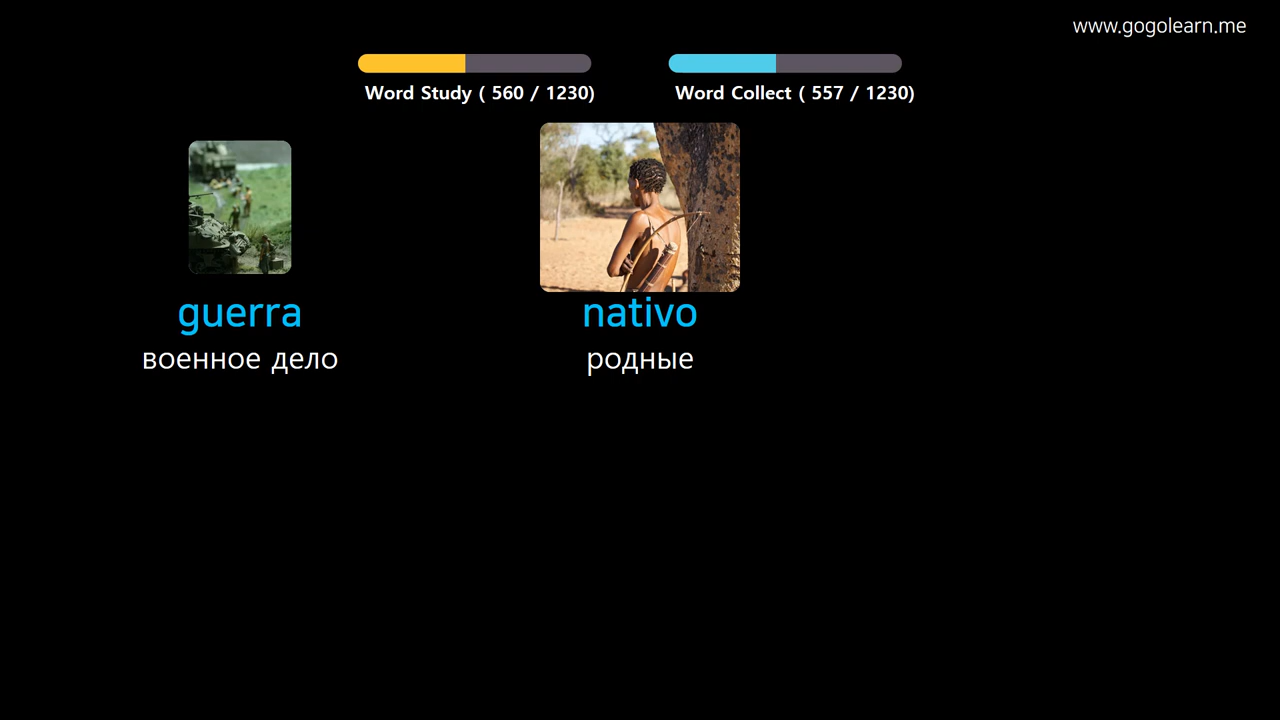 www.gogolearn.me
Word Study ( 560 / 1230)
Word Collect ( 557 / 1230)
guerra
военное дело
nativo
родные